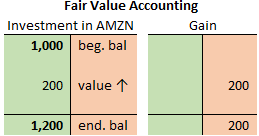 Fair Value Accounting
Investment in AMZN Gain
1,000 beg. bal
200 value ↑ 200
1,200 end. bal 200